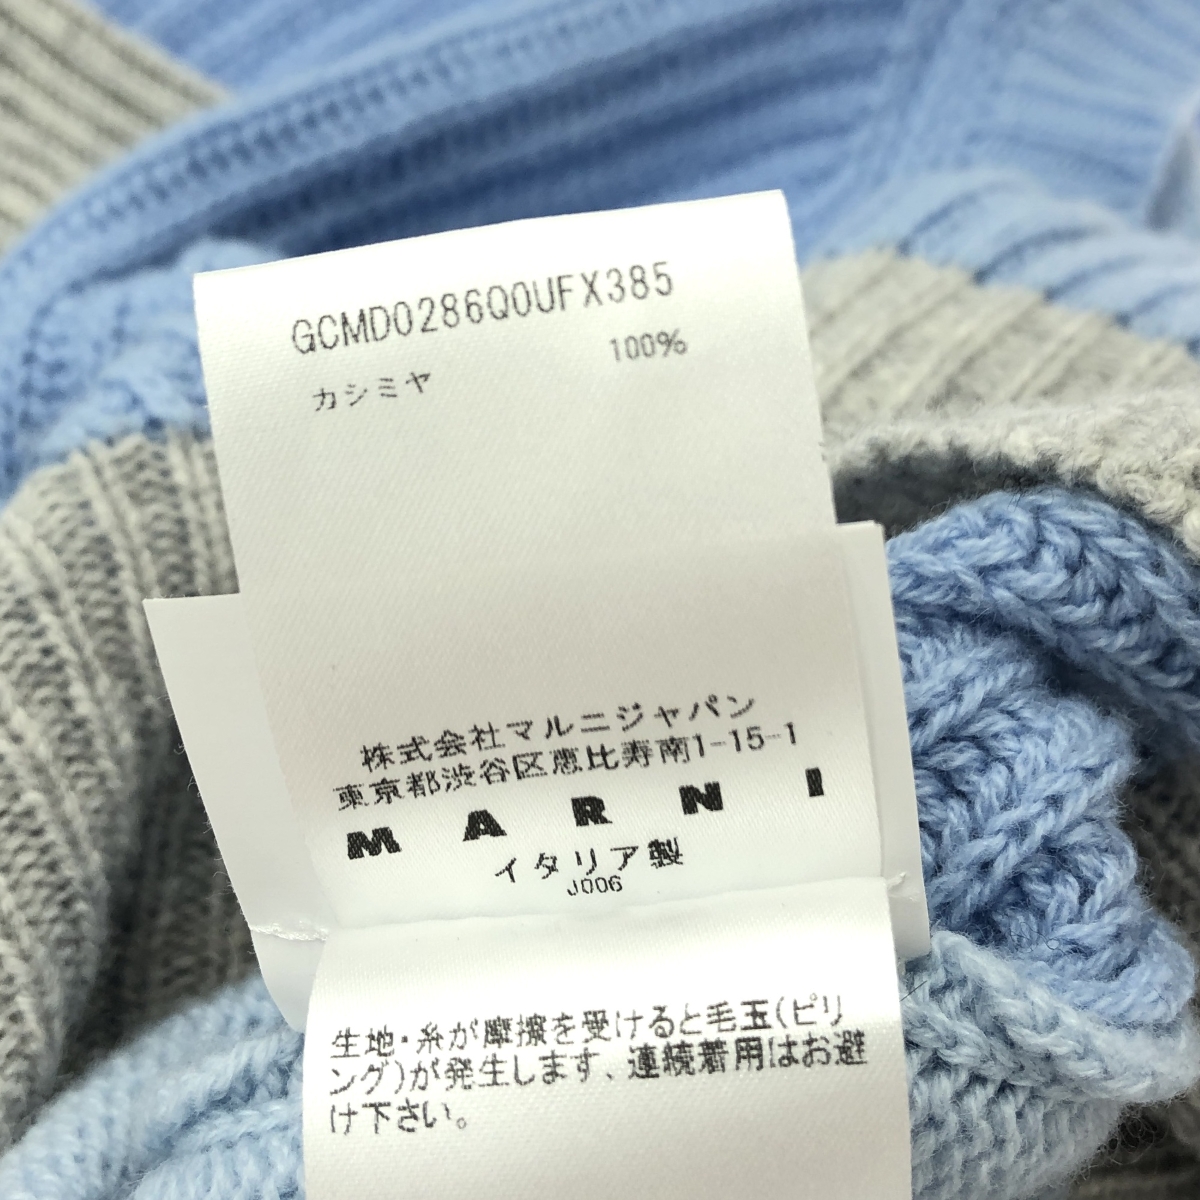 GCMD0286Q0UFX385
カシミヤ 100%
株式会社マルニジャパン
東京都渋谷区恵比寿南1-15-1
MARNI
イタリア製
J006
生地・糸が摩擦を受けると毛玉(ピリ
ング)が発生します、連続着用はお避
け下さい。